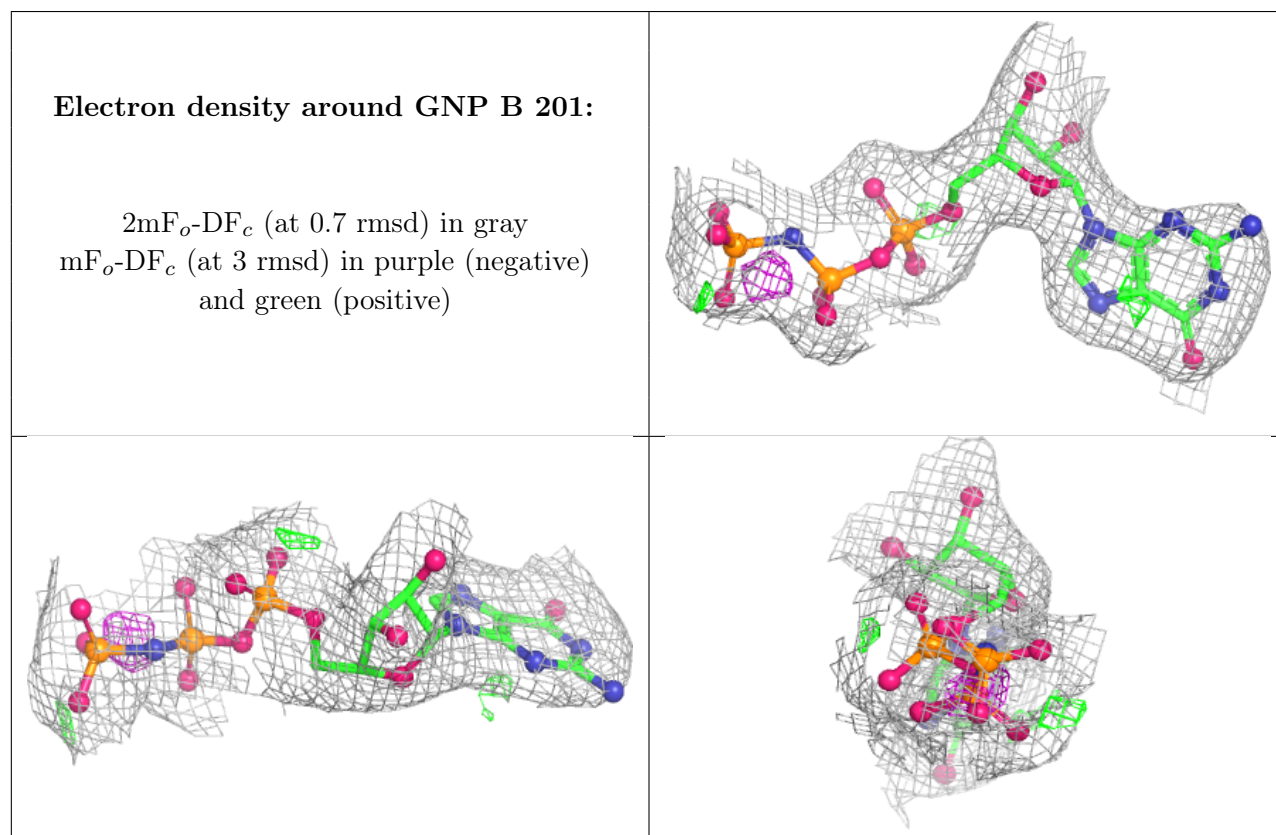 Electron density around GNP B 201:
2mFₒ-DF𝒸 (at 0.7 rmsd) in gray
mFₒ-DF𝒸 (at 3 rmsd) in purple (negative)
and green (positive)